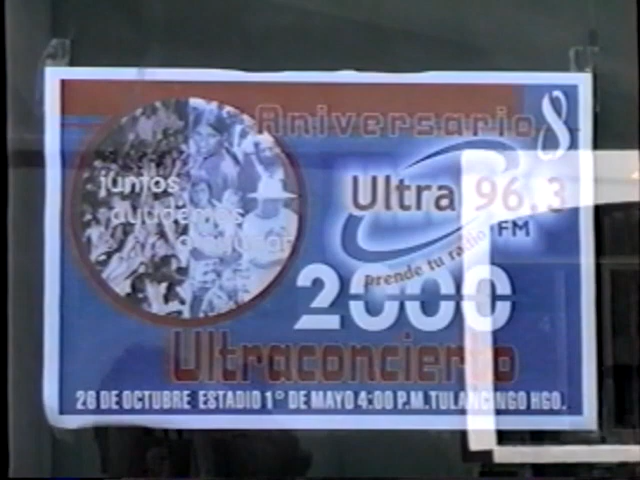 Aniversario 8
juntos
ayudemos
a
Ultra 96.3
FM
prende tu radio
2000
Ultraconcierto
26 DE OCTUBRE ESTADIO 1° DE MAYO 4:00 P.M. TULANCINGO HGO.